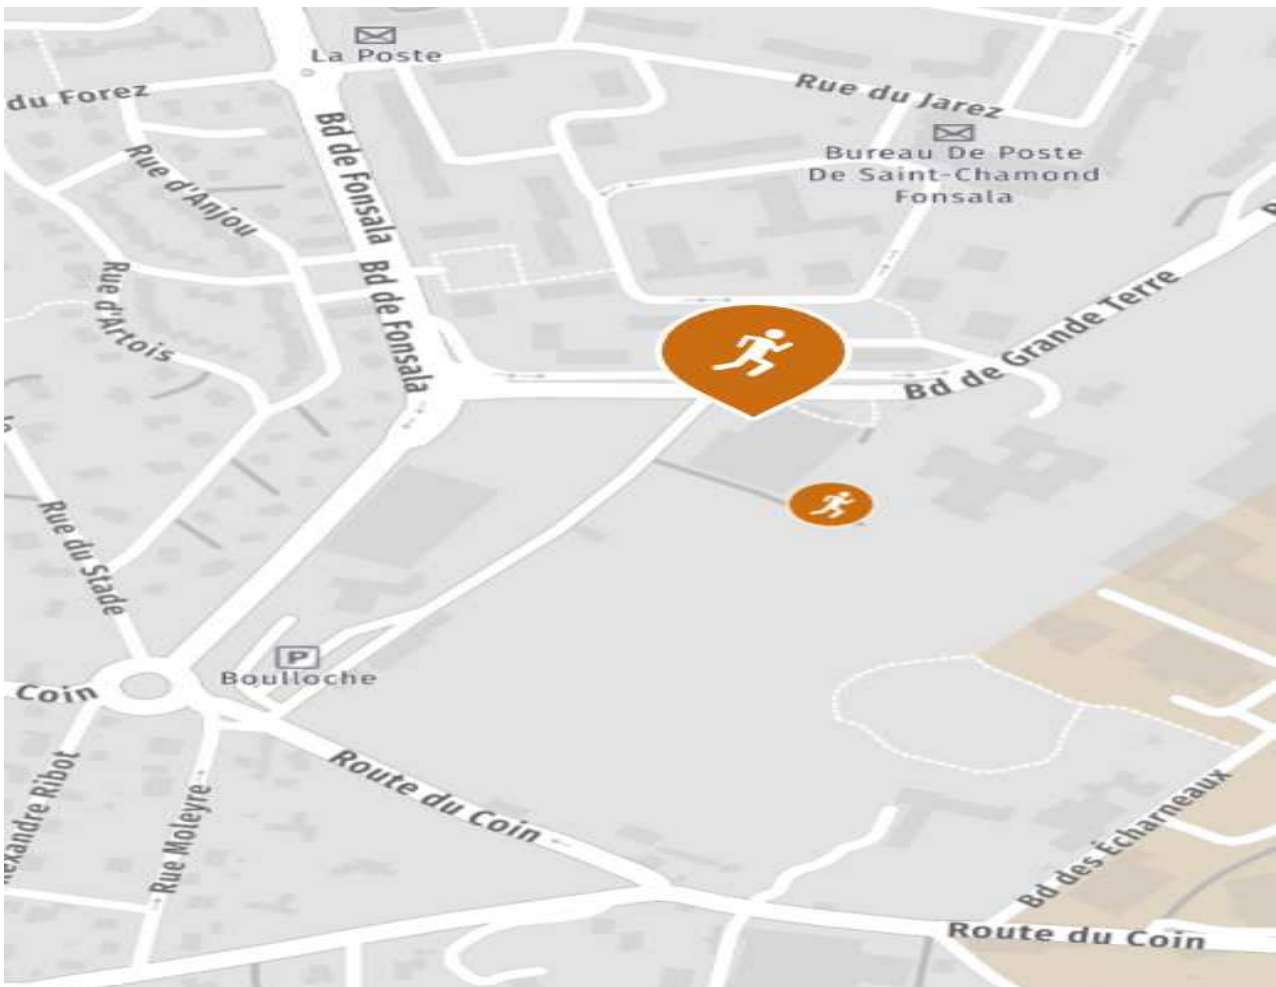 La Poste
du Forez
Rue du Jarez
Bd de Fonsala
Rue d'Anjou
Bureau De Poste
De Saint-Chamond
Fonsala
Rue d'Artois
Bd de Fonsala
Bd de Grande Terre
Rue du Stade
P
Boulloche
Coin
Route du Coin
Ribot
Rue Moleyre
Bd des Écharneaux
Route du Coin